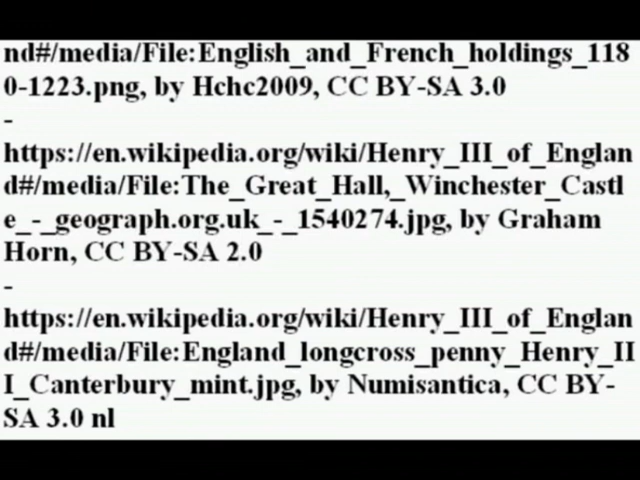 nd#/media/File:English_and_French_holdings_118
0-1223.png, by Hchc2009, CC BY-SA 3.0
-
https://en.wikipedia.org/wiki/Henry_III_of_Englan
d#/media/File:The_Great_Hall,_Winchester_Castl
e_-_geograph.org.uk_-_1540274.jpg, by Graham
Horn, CC BY-SA 2.0
-
https://en.wikipedia.org/wiki/Henry_III_of_Englan
d#/media/File:England_longcross_penny_Henry_II
I_Canterbury_mint.jpg, by Numisantica, CC BY-
SA 3.0 nl